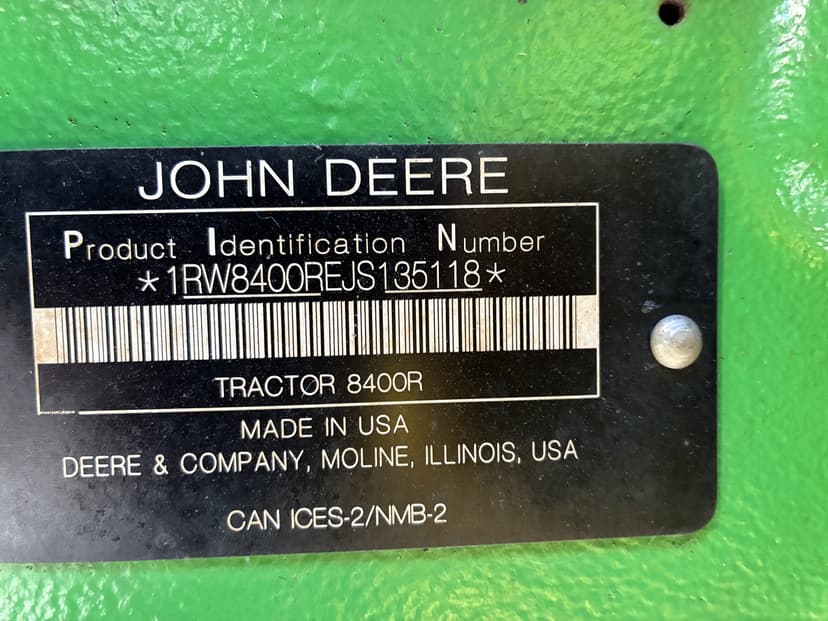 JOHN DEERE
Product Identification Number
*1RW8400REJS135118*
TRACTOR 8400R
MADE IN USA
DEERE & COMPANY, MOLINE, ILLINOIS, USA
CAN ICES-2/NMB-2